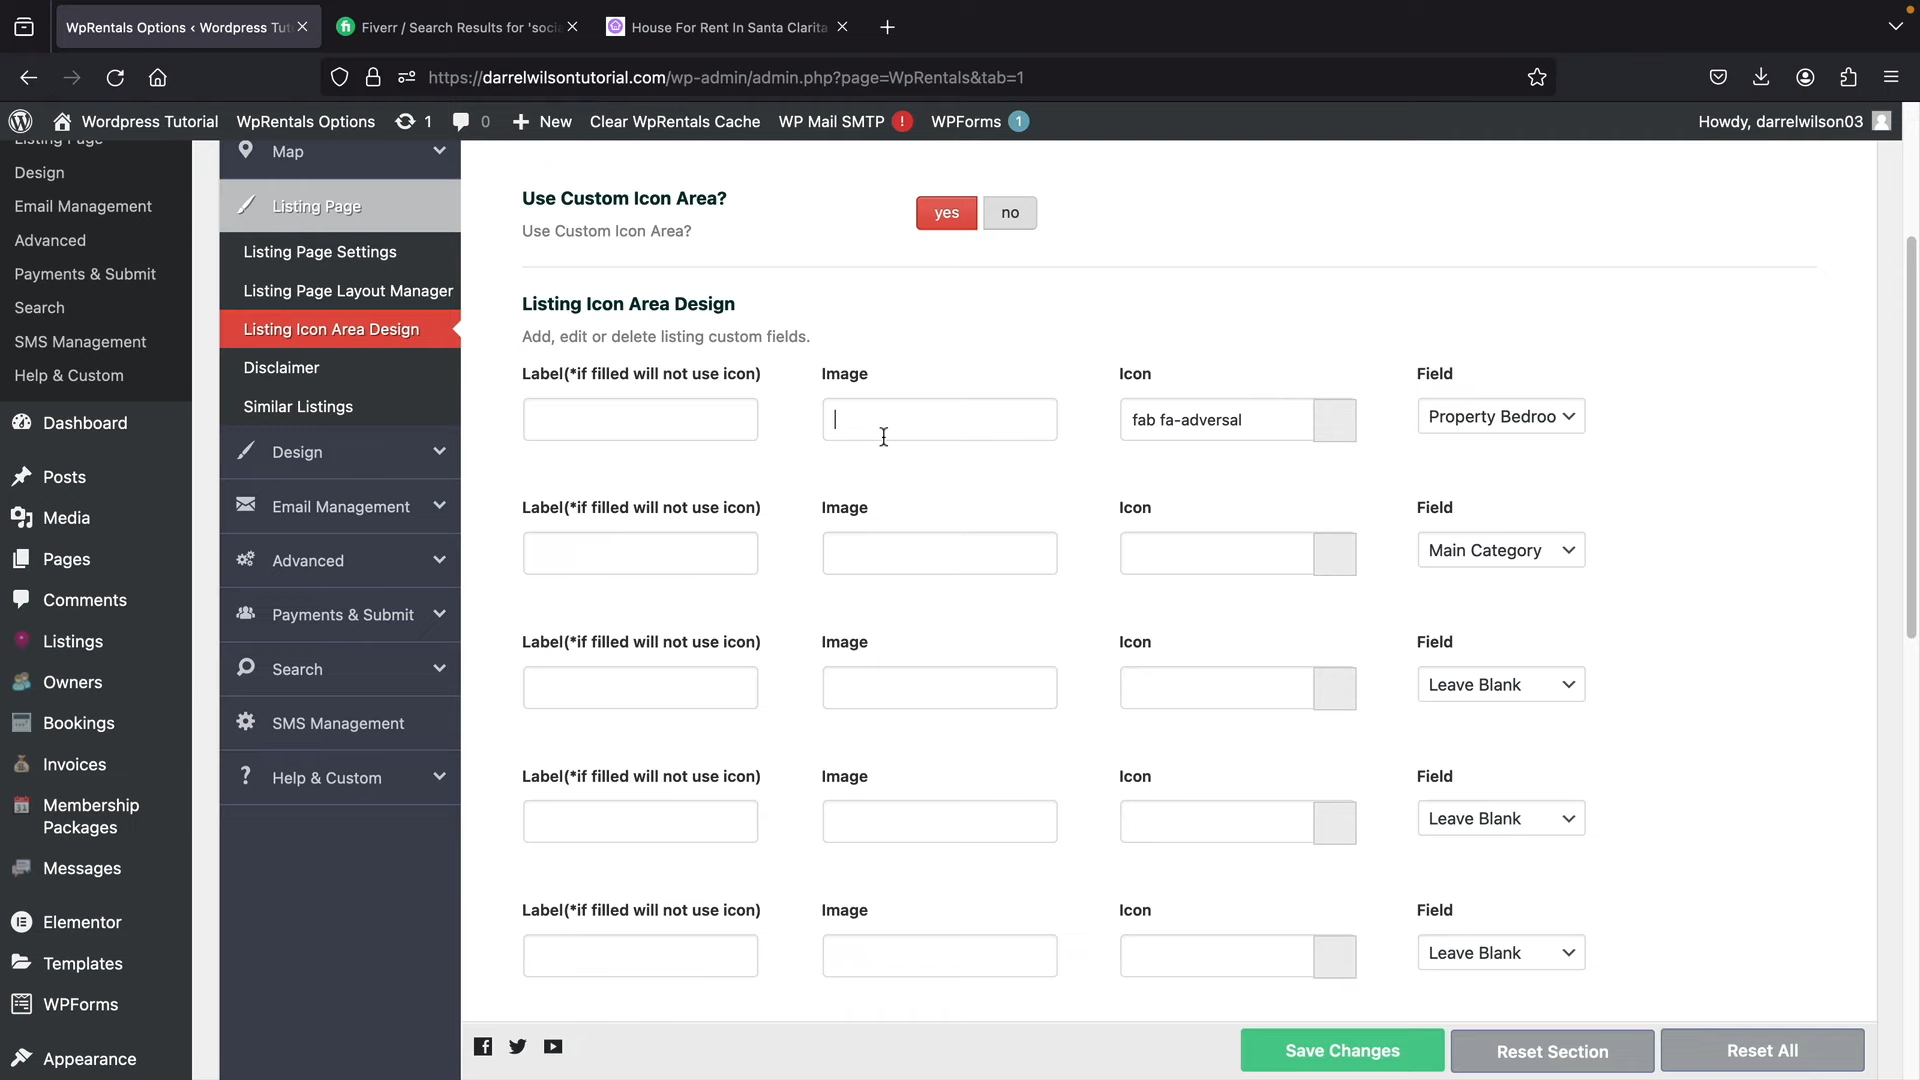 WpRentals Options ‹ Wordpress Tut
Fiverr / Search Results for 'socia
House For Rent In Santa Clarita
https://darrelwilsontutorial.com/wp-admin/admin.php?page=WpRentals&tab=1
Wordpress Tutorial
WpRentals Options
1
0
New
Clear WpRentals Cache
WP Mail SMTP
!
WPForms
1
Howdy, darrelwilson03
Listing Page
Design
Email Management
Advanced
Payments & Submit
Search
SMS Management
Help & Custom
Dashboard
Posts
Media
Pages
Comments
Listings
Owners
Bookings
Invoices
Membership
Packages
Messages
Elementor
Templates
WPForms
Appearance
Map
Listing Page
Listing Page Settings
Listing Page Layout Manager
Listing Icon Area Design
Disclaimer
Similar Listings
Design
Email Management
Advanced
Payments & Submit
Search
SMS Management
? Help & Custom
Use Custom Icon Area?
Use Custom Icon Area?
yes
no
Listing Icon Area Design
Add, edit or delete listing custom fields.
Label(*if filled will not use icon) Image Icon Field
fab fa-adversal Property Bedroo
Label(*if filled will not use icon) Image Icon Field
Main Category
Label(*if filled will not use icon) Image Icon Field
Leave Blank
Label(*if filled will not use icon) Image Icon Field
Leave Blank
Label(*if filled will not use icon) Image Icon Field
Leave Blank
Save Changes
Reset Section
Reset All